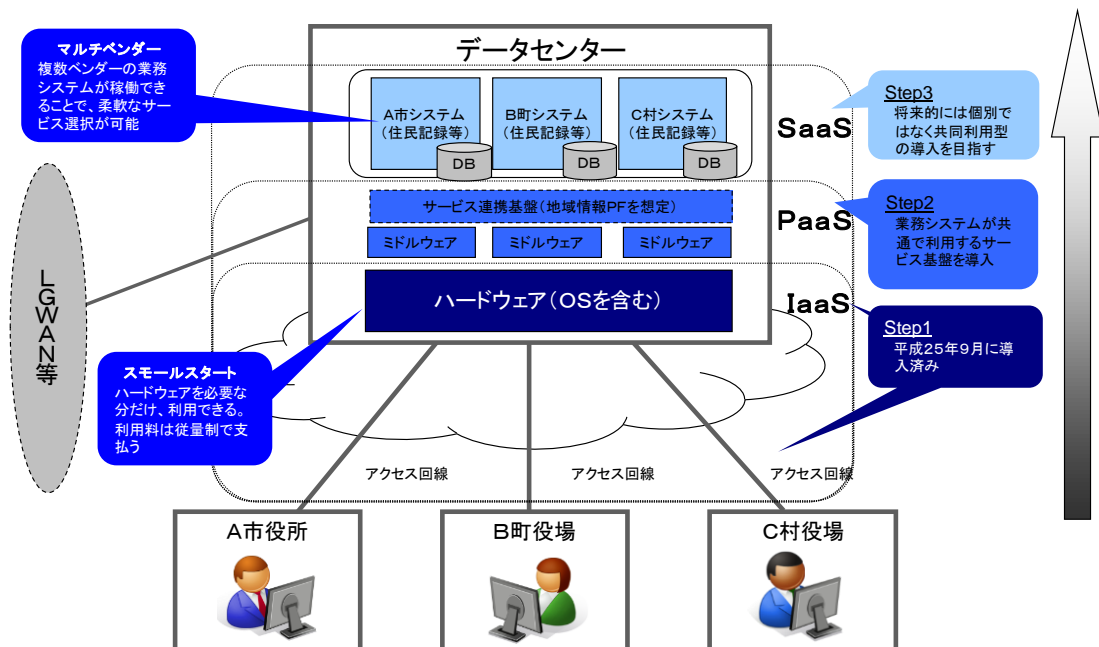 データセンター
マルチベンダー
複数ベンダーの業務
システムが稼働でき
ることで、柔軟なサー
ビス選択が可能
A市システム
(住民記録等)
DB
B町システム
(住民記録等)
DB
C村システム
(住民記録等)
DB
SaaS
Step3
将来的には個別で
はなく共同利用型
の導入を目指す
サービス連携基盤(地域情報PFを想定)
ミドルウェア
ミドルウェア
ミドルウェア
PaaS
Step2
業務システムが共
通で利用するサー
ビス基盤を導入
ハードウェア(OSを含む)
IaaS
Step1
平成25年9月に導
入済み
LGWAN等
スモールスタート
ハードウェアを必要な
分だけ、利用できる。
利用料は従量制で支
払う
アクセス回線
アクセス回線
アクセス回線
A市役所
B町役場
C村役場